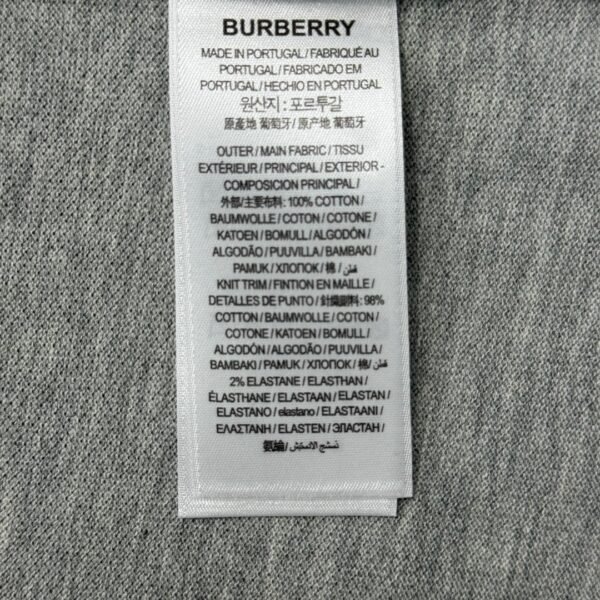 BURBERRY
MADE IN PORTUGAL / FABRIQUÉ AU
PORTUGAL / FABRICADO EM
PORTUGAL / HECHO EN PORTUGAL
원산지 : 포르투갈
原產地 葡萄牙 / 原产地 葡萄牙
OUTER / MAIN FABRIC / TISSU
EXTÉRIEUR / PRINCIPAL / EXTERIOR -
COMPOSICION PRINCIPAL /
外部/主要布料: 100% COTTON /
BAUMWOLLE / COTON / COTONE /
KATOEN / BOMULL / ALGODÓN /
ALGODÃO / PUUVILLA / BAMBAKI /
PAMUK / ХЛОПОК / 棉 / قطن /
KNIT TRIM / FINTION EN MAILLE /
DETALLES DE PUNTO / 針織副料: 98%
COTTON / BAUMWOLLE / COTON /
COTONE / KATOEN / BOMULL /
ALGODÓN / ALGODÃO / PUUVILLA /
BAMBAKI / PAMUK / ХЛОПОК / 棉/ قطن /
2% ELASTANE / ELASTHAN /
ÉLASTHANE / ELASTAAN / ELASTAN /
ELASTANO / elastano / ELASTAANI /
ΕΛΑΣΤΑΝΗ / ELASTEN / ЭЛАСТАН /
氨綸/